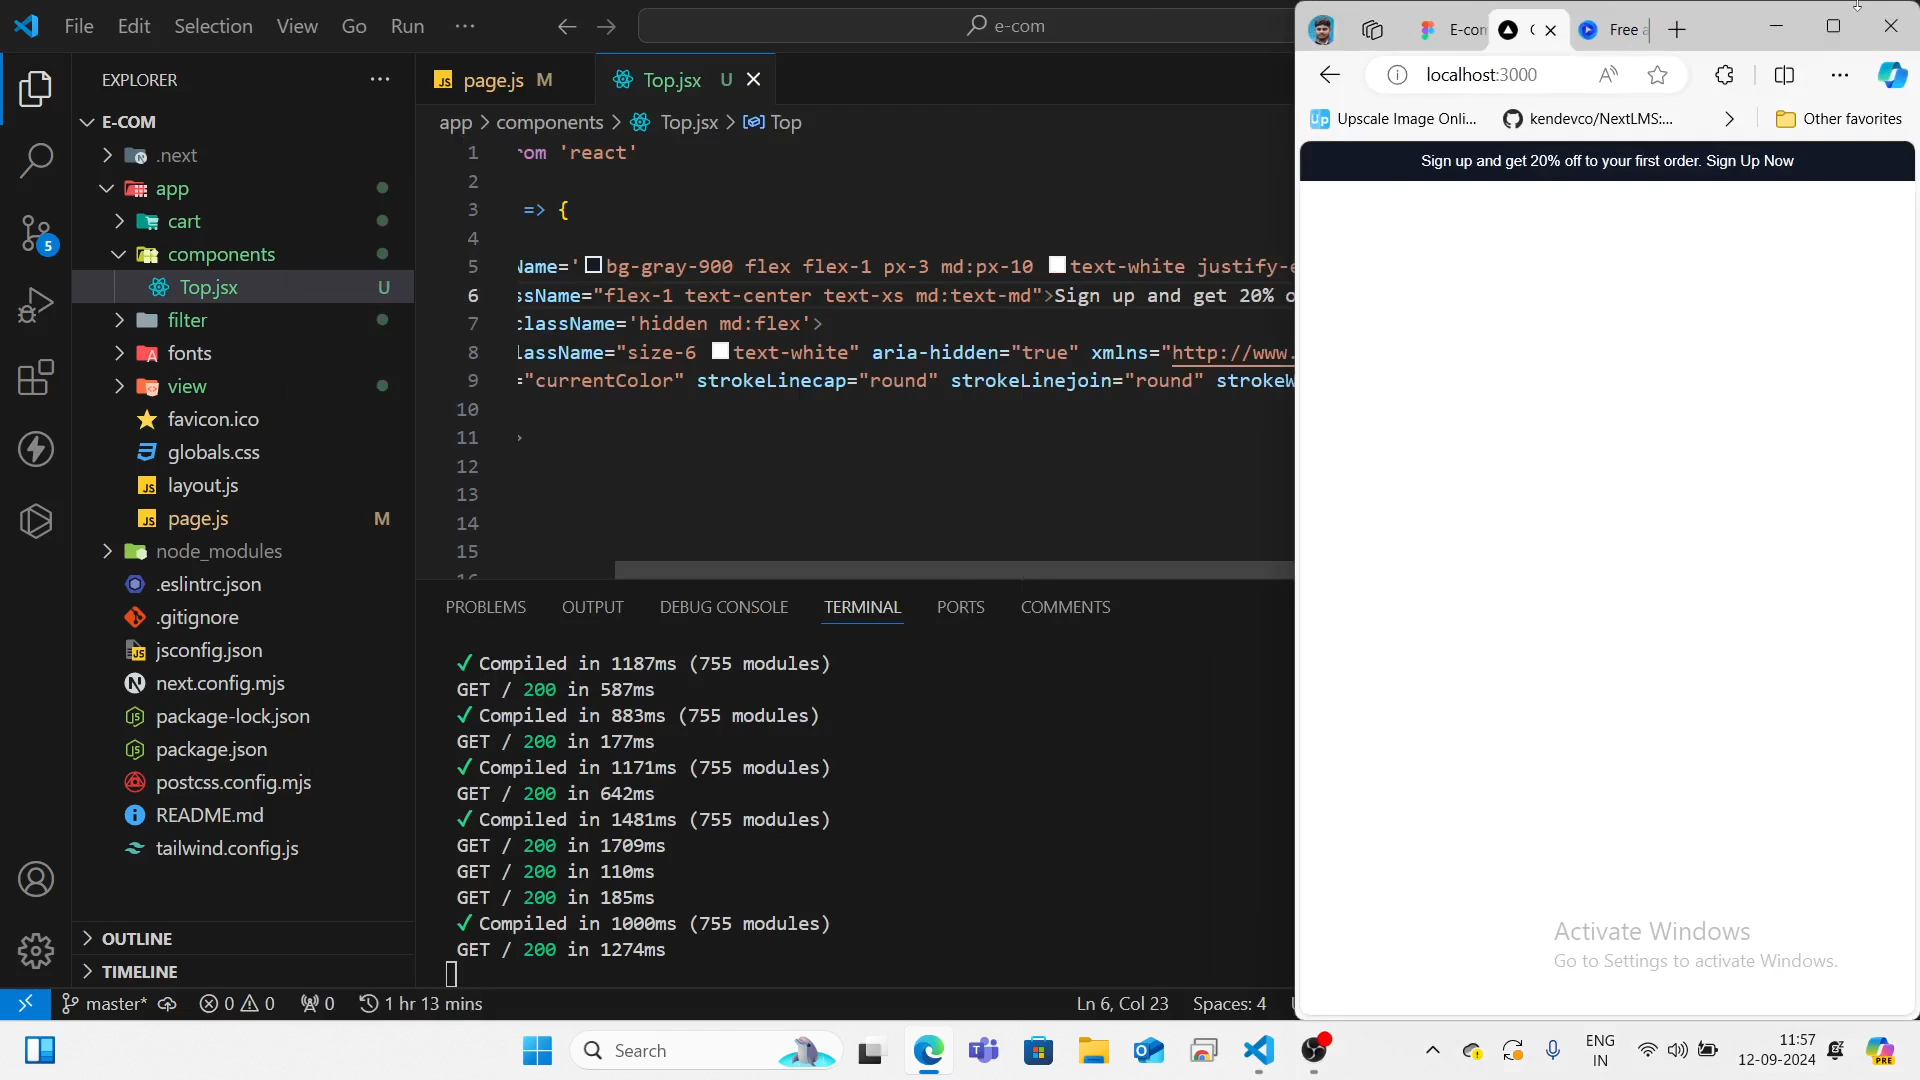 File Edit Selection View Go Run ···
e-com
EXPLORER
E-COM
.next
app
cart
components
Top.jsx U
filter
fonts
view
favicon.ico
globals.css
layout.js
page.js M
node_modules
.eslintrc.json
.gitignore
jsconfig.json
next.config.mjs
package-lock.json
package.json
postcss.config.mjs
README.md
tailwind.config.js
OUTLINE
TIMELINE
5
page.js M
Top.jsx U
app > components > Top.jsx > Top
1 rom 'react'
2
3 => {
4
5 Name='bg-gray-900 flex flex-1 px-3 md:px-10 text-white justify-e
6 ssName="flex-1 text-center text-xs md:text-md">Sign up and get 20% o
7 className='hidden md:flex'>
8 lassName="size-6 text-white" aria-hidden="true" xmlns="http://www.
9 ="currentColor" strokeLinecap="round" strokeLinejoin="round" strokeW
10
11 >
12
13
14
15
16
PROBLEMS OUTPUT DEBUG CONSOLE TERMINAL PORTS COMMENTS
✓ Compiled in 1187ms (755 modules)
GET / 200 in 587ms
✓ Compiled in 883ms (755 modules)
GET / 200 in 177ms
✓ Compiled in 1171ms (755 modules)
GET / 200 in 642ms
✓ Compiled in 1481ms (755 modules)
GET / 200 in 1709ms
GET / 200 in 110ms
GET / 200 in 185ms
✓ Compiled in 1000ms (755 modules)
GET / 200 in 1274ms
master* 0 0 0 1 hr 13 mins
Ln 6, Col 23 Spaces: 4
E-con
Free a
localhost:3000
Upscale Image Onli... kendevco/NextLMS:... Other favorites
Sign up and get 20% off to your first order. Sign Up Now
Activate Windows
Go to Settings to activate Windows.
Search
ENG
IN
11:57
12-09-2024
PRE